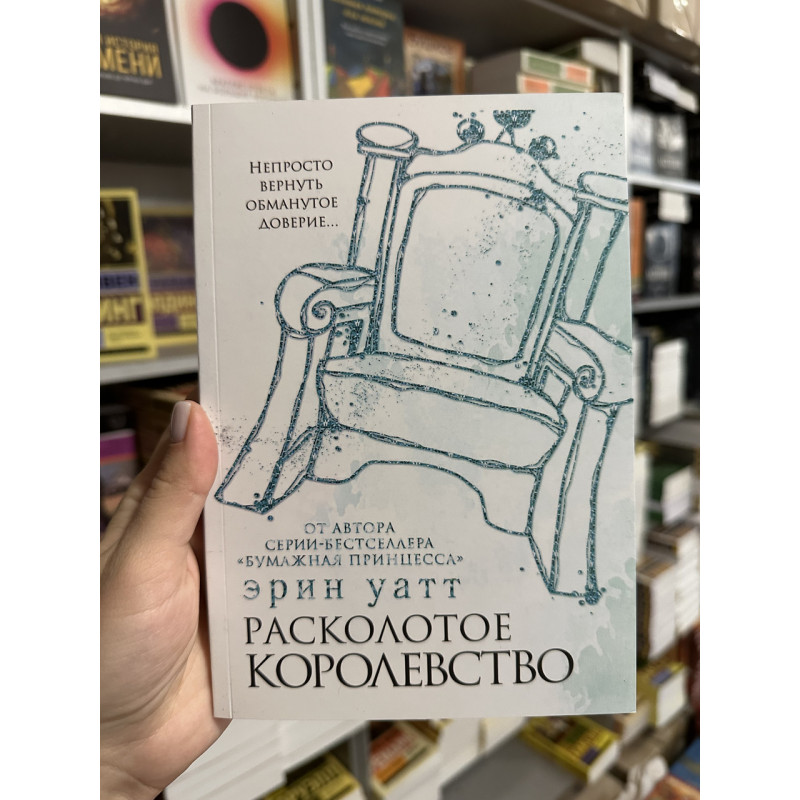 Непросто
вернуть
обманутое
доверие...
от автора
серии-бестселлера
«Бумажная принцесса»
эрин уатт
Расколотое
королевство